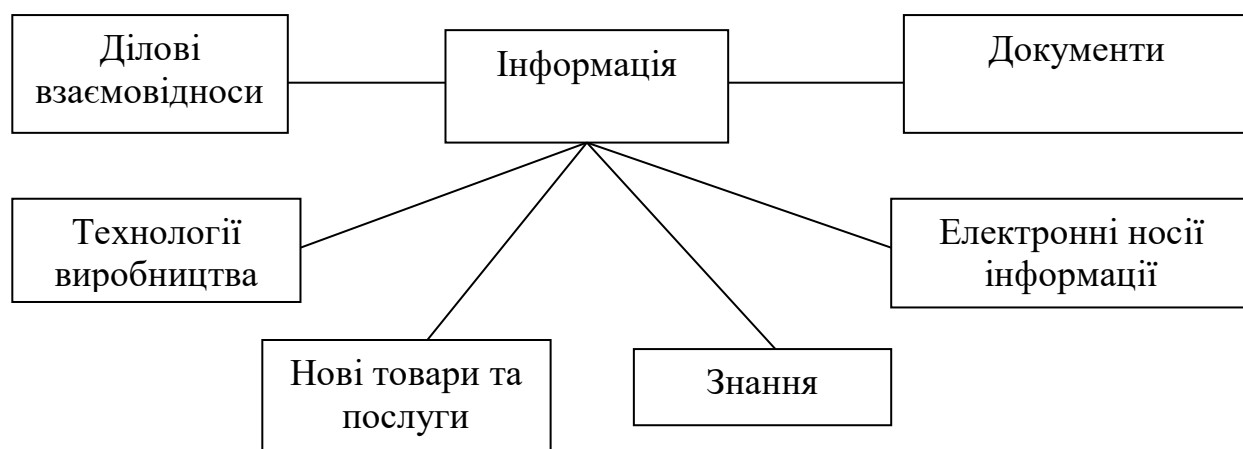 Ділові
взаємовідноси
Інформація
Документи
Технології
виробництва
Електронні носії
інформації
Нові товари та
послуги
Знання